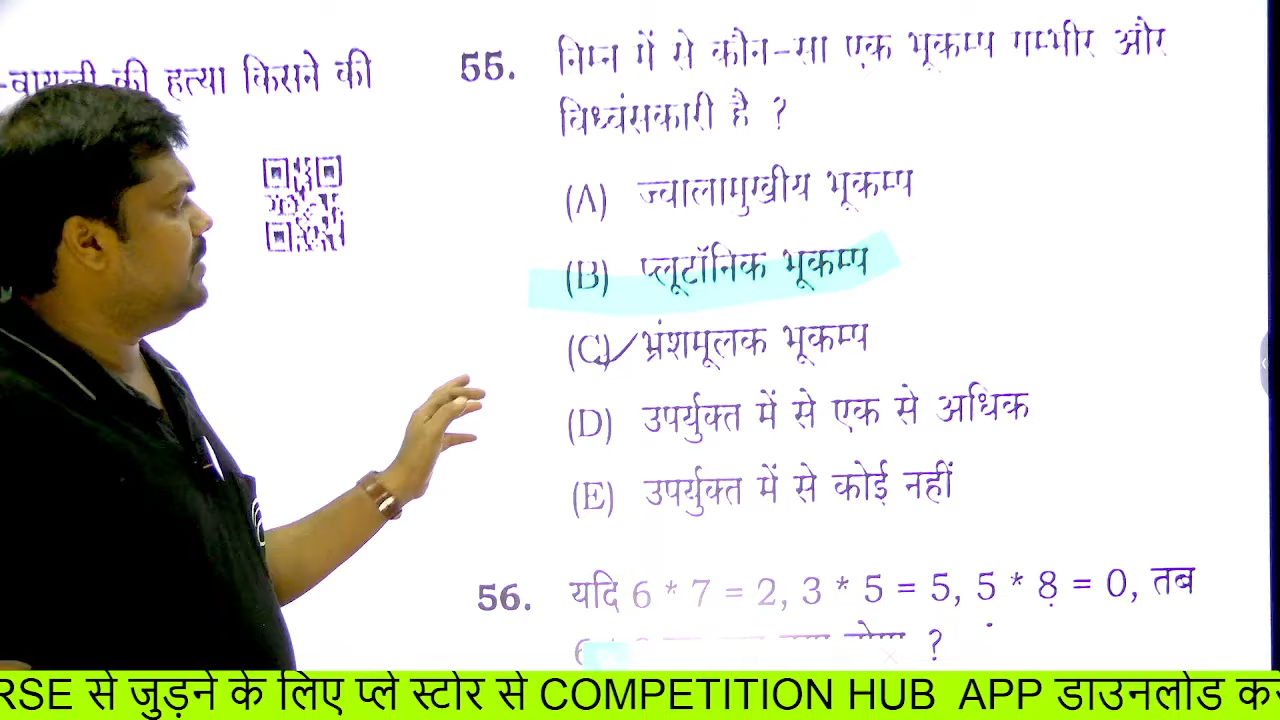 -वायली की हत्या किसने की
55. निम्न में से कौन-सा एक भूकम्प गम्भीर और
विध्वंसकारी है ?
(A) ज्वालामुखीय भूकम्प
(B) प्लूटॉनिक भूकम्प
(C) भ्रंशमूलक भूकम्प
(D) उपर्युक्त में से एक से अधिक
(E) उपर्युक्त में से कोई नहीं
56. यदि 6 * 7 = 2, 3 * 5 = 5, 5 * 8 = 0, तब
?
RSE से जुड़ने के लिए प्ले स्टोर से COMPETITION HUB APP डाउनलोड कर